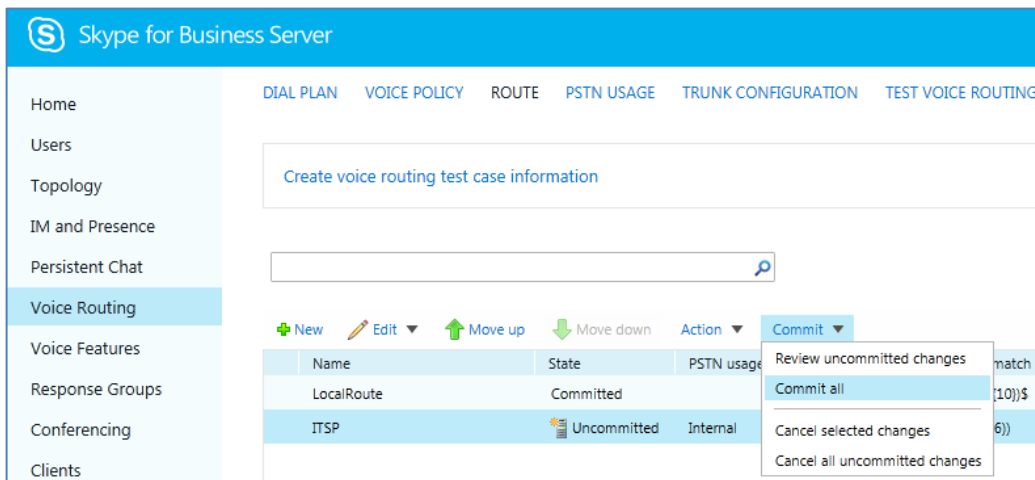 Skype for Business Server
Home
Users
Topology
IM and Presence
Persistent Chat
Voice Routing
Voice Features
Response Groups
Conferencing
Clients
DIAL PLAN VOICE POLICY ROUTE PSTN USAGE TRUNK CONFIGURATION TEST VOICE ROUTING
Create voice routing test case information
New Edit Move up Move down Action Commit
Name State PSTN usage match
LocalRoute Committed {10})$
ITSP Uncommitted Internal 6))
Review uncommitted changes
Commit all
Cancel selected changes
Cancel all uncommitted changes